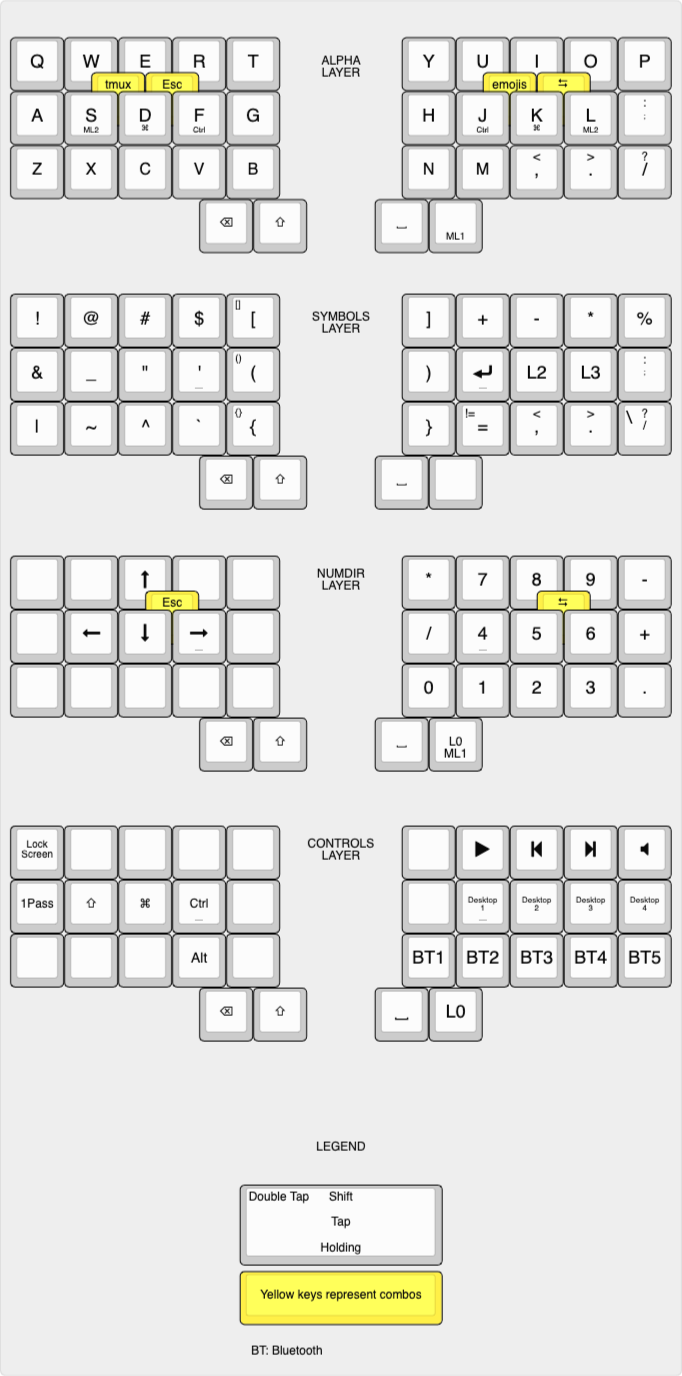 Q W E R T ALPHA LAYER Y U I O P
tmux Esc emojis ⇆
A S D F G H J K L :
ML2 ⌘ Ctrl Ctrl ⌘ ML2 ;
Z X C V B N M < > ?
, . /
⌫ ⇧ ⎵ ML1
! @ # $ [] [ SYMBOLS LAYER ] + - * %
& _ " ' () ( ) ↵ L2 L3 :
_ _ ;
| ~ ^ ` {} { } != = < > \ ?
, . /
⌫ ⇧ ⎵
↑ NUMDIR LAYER * 7 8 9 -
Esc ⇆
← ↓ → / 4 5 6 +
_ _
0 1 2 3 .
⌫ ⇧ ⎵ L0
ML1
Lock Screen CONTROLS LAYER ▶ ⏮ ⏭ 🔈
1Pass ⇧ ⌘ Ctrl Desktop 1 Desktop 2 Desktop 3 Desktop 4
_ _
Alt BT1 BT2 BT3 BT4 BT5
⌫ ⇧ ⎵ L0
LEGEND
Double Tap Shift
Tap
Holding
Yellow keys represent combos
BT: Bluetooth